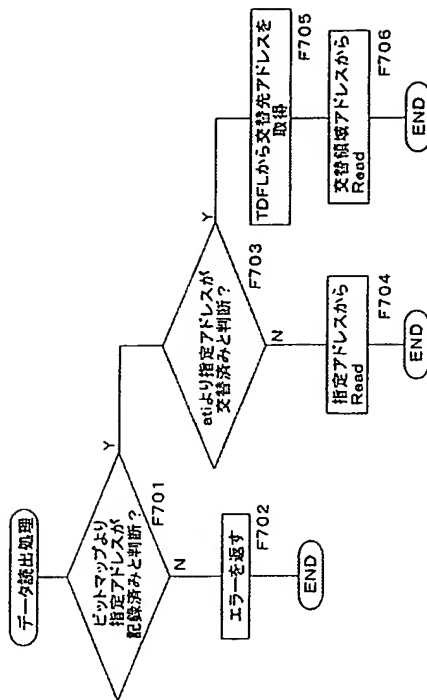 データ読出処理
ビットマップより
指定アドレスが
記録済みと判断？
F701
Y
N
エラーを返す
F702
END
atiより指定アドレスが
交替済みと判断？
F703
Y
N
指定アドレスから
Read
F704
END
TDFLから交替先アドレスを
取得
F705
交替領域アドレスから
Read
F706
END